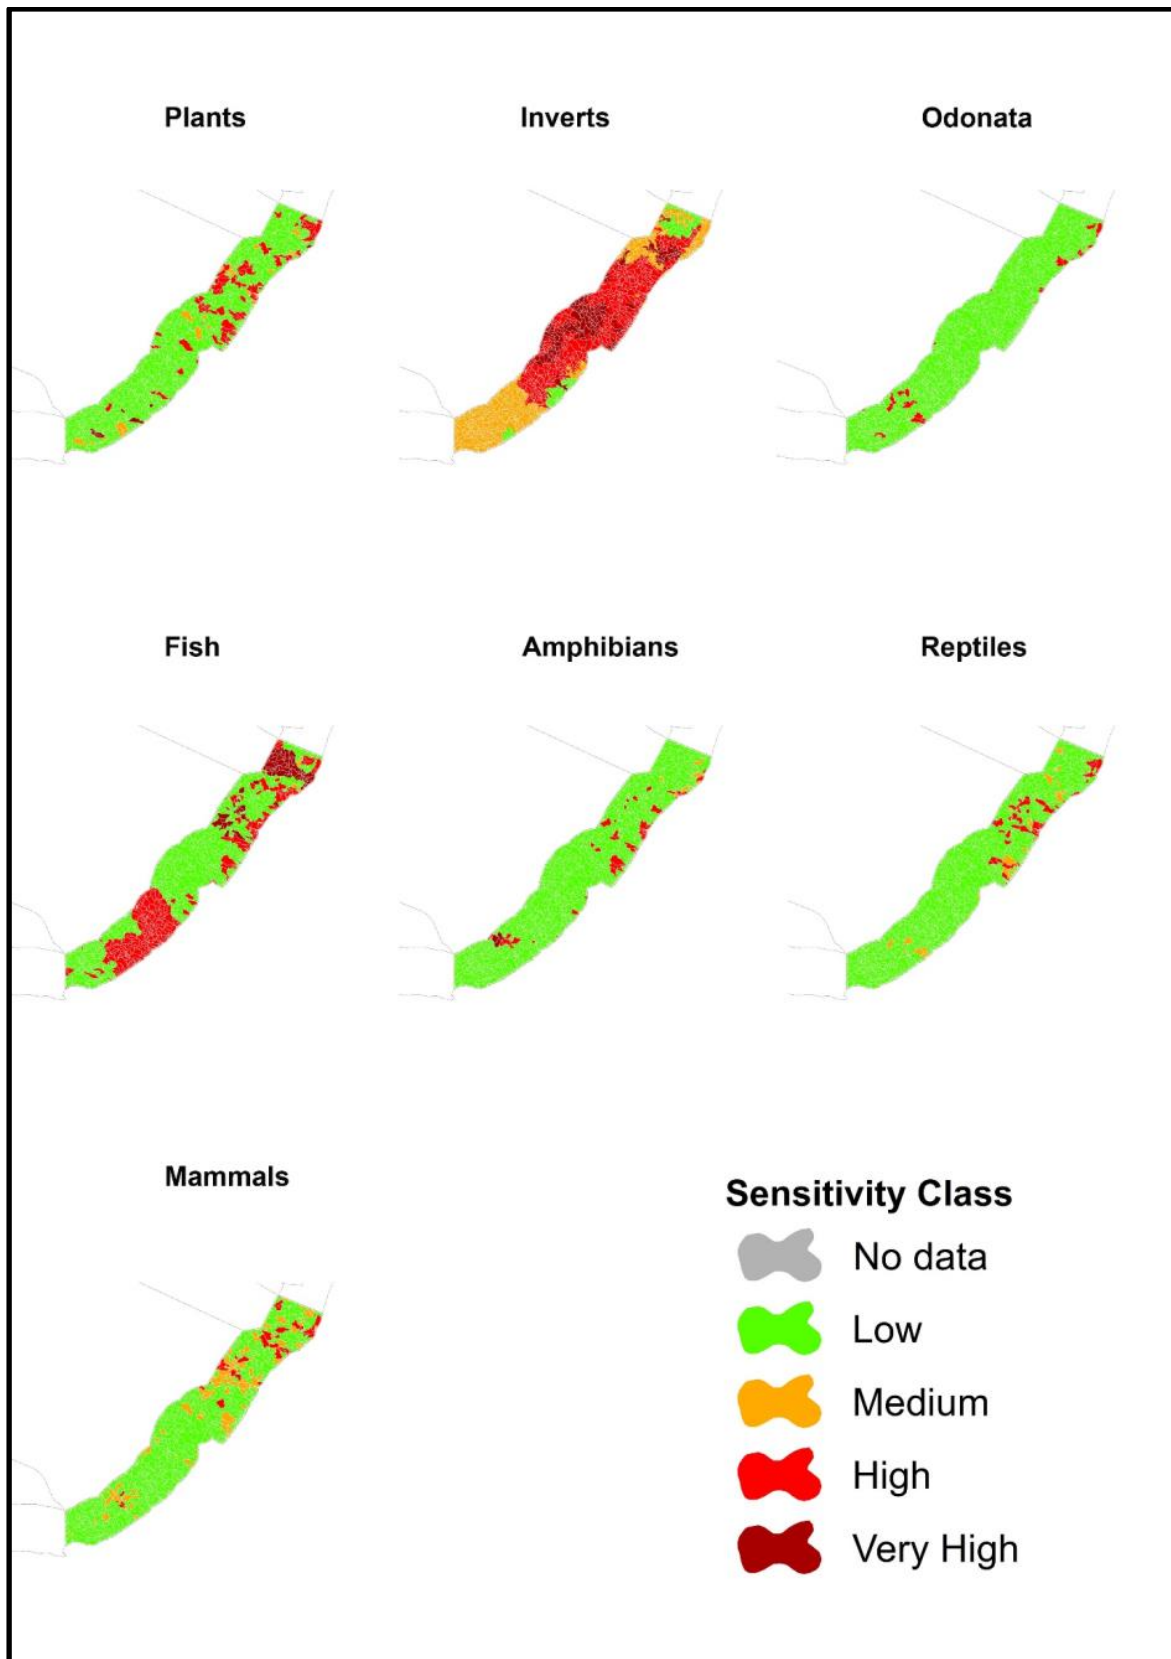 Plants
Inverts
Odonata
Fish
Amphibians
Reptiles
Mammals
Sensitivity Class
No data
Low
Medium
High
Very High